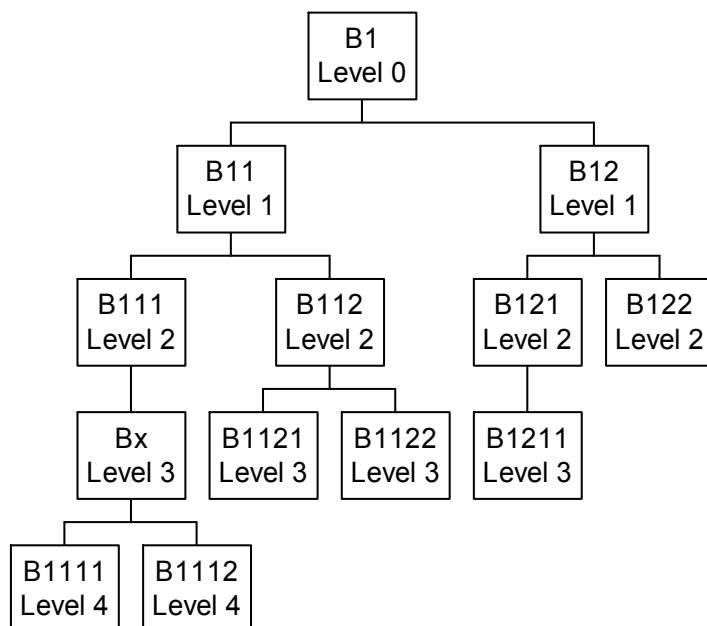 B1
Level 0
B11
Level 1
B12
Level 1
B111
Level 2
B112
Level 2
B121
Level 2
B122
Level 2
Bx
Level 3
B1121
Level 3
B1122
Level 3
B1211
Level 3
B1111
Level 4
B1112
Level 4